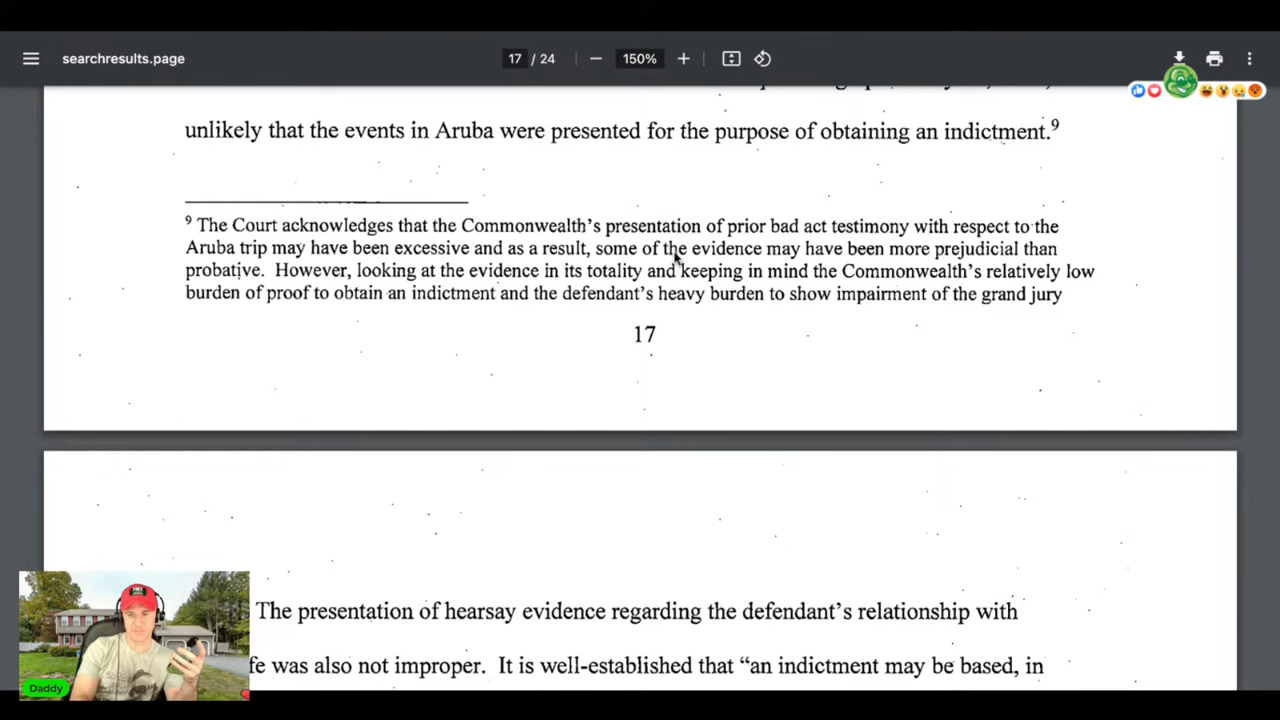 searchresults.page
17 / 24
150%
unlikely that the events in Aruba were presented for the purpose of obtaining an indictment.9
9 The Court acknowledges that the Commonwealth's presentation of prior bad act testimony with respect to the
Aruba trip may have been excessive and as a result, some of the evidence may have been more prejudicial than
probative. However, looking at the evidence in its totality and keeping in mind the Commonwealth's relatively low
burden of proof to obtain an indictment and the defendant's heavy burden to show impairment of the grand jury
17
The presentation of hearsay evidence regarding the defendant's relationship with
fe was also not improper. It is well-established that “an indictment may be based, in
Daddy